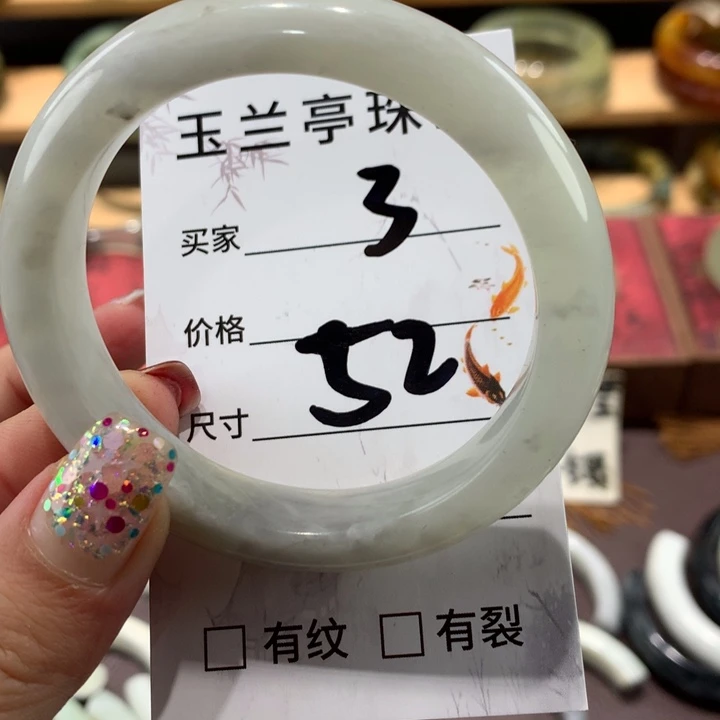 玉兰亭珠
买家 3
价格 52
尺寸
有纹 有裂